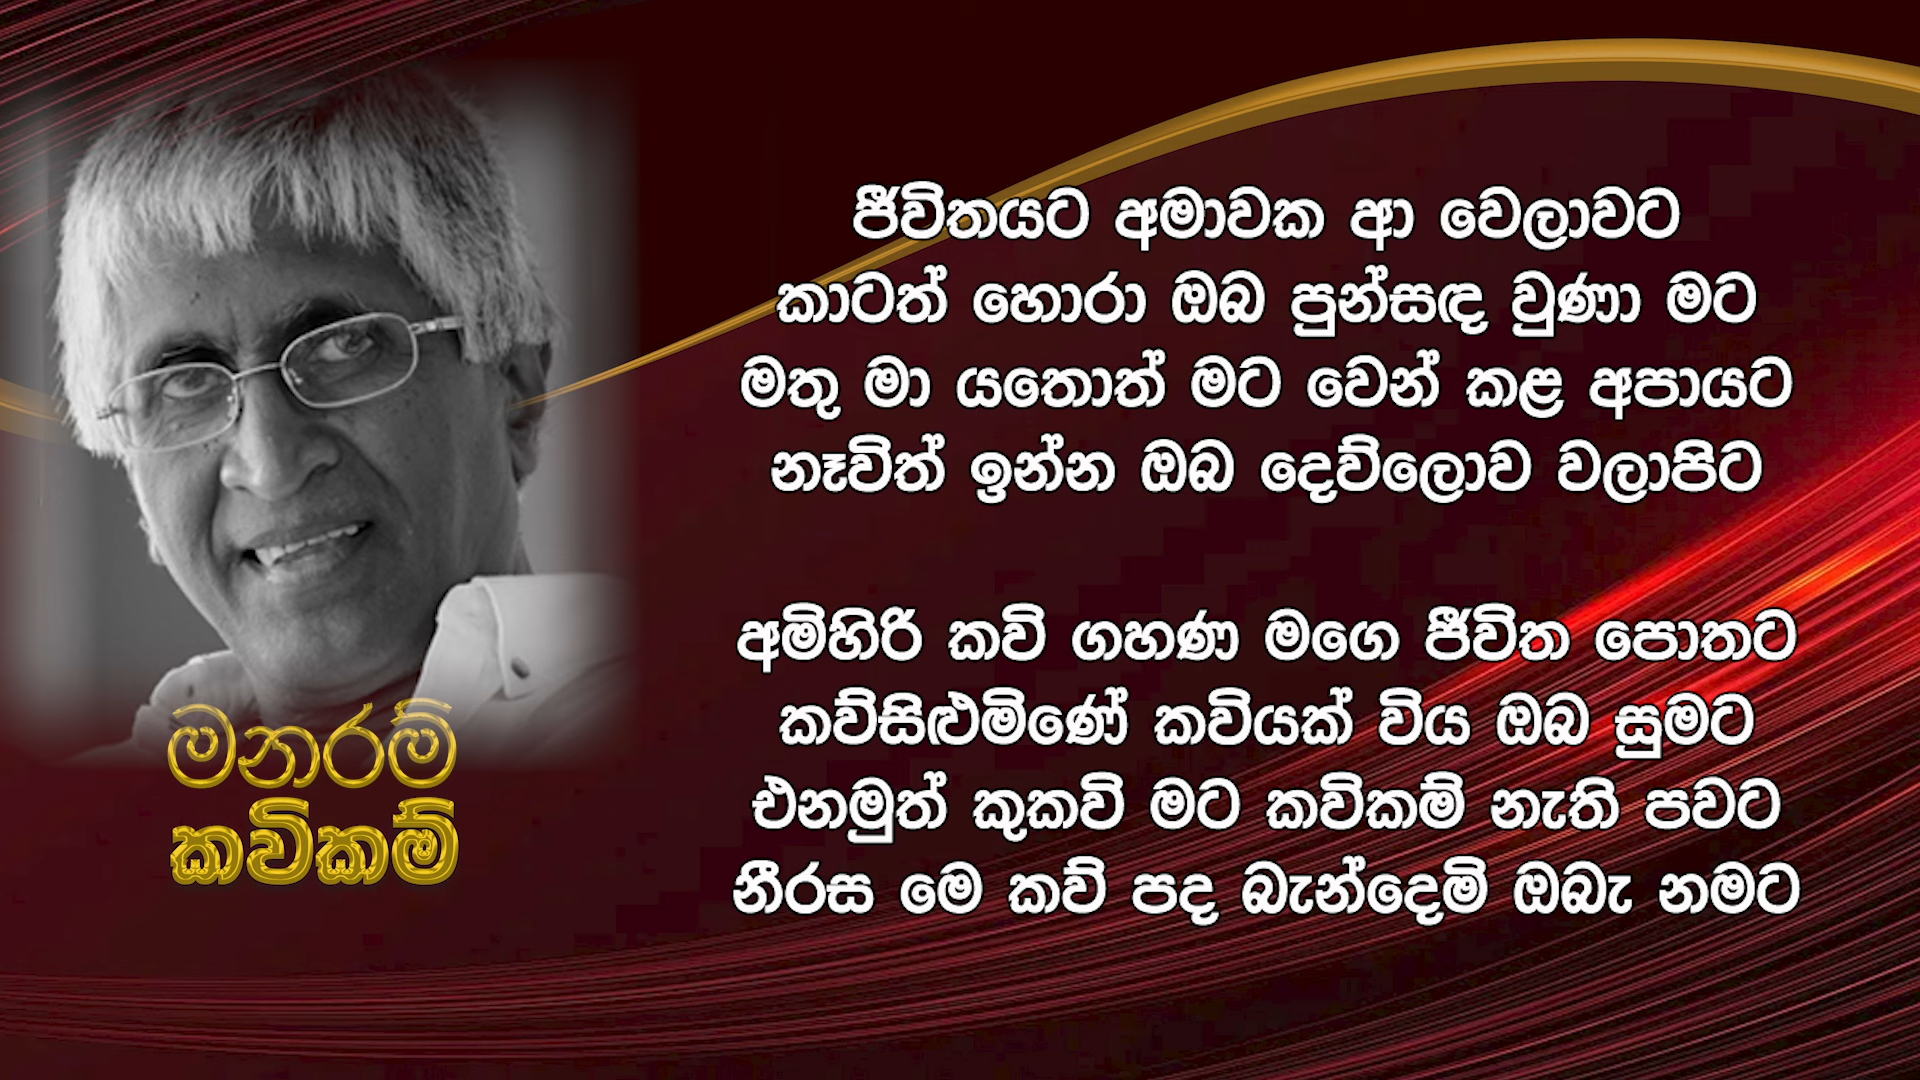 ජීවිතයට අමාවක ආ වෙලාවට
කාටත් හොරා ඔබ පුන්සඳ වුණා මට
මතු මා යතොත් මට වෙන් කළ අපායට
නෑවිත් ඉන්න ඔබ දෙව්ලොව වලාපිට
අමිහිරි කවි ගහණ මගෙ ජීවිත පොතට
කව්සිළුමිණේ කවියක් විය ඔබ සුමට
එනමුත් කුකවි මට කවිකම් නැති පවට
නීරස මෙ කව් පද බැන්දෙමි ඔබැ නමට
මනරම්
කවිකම්